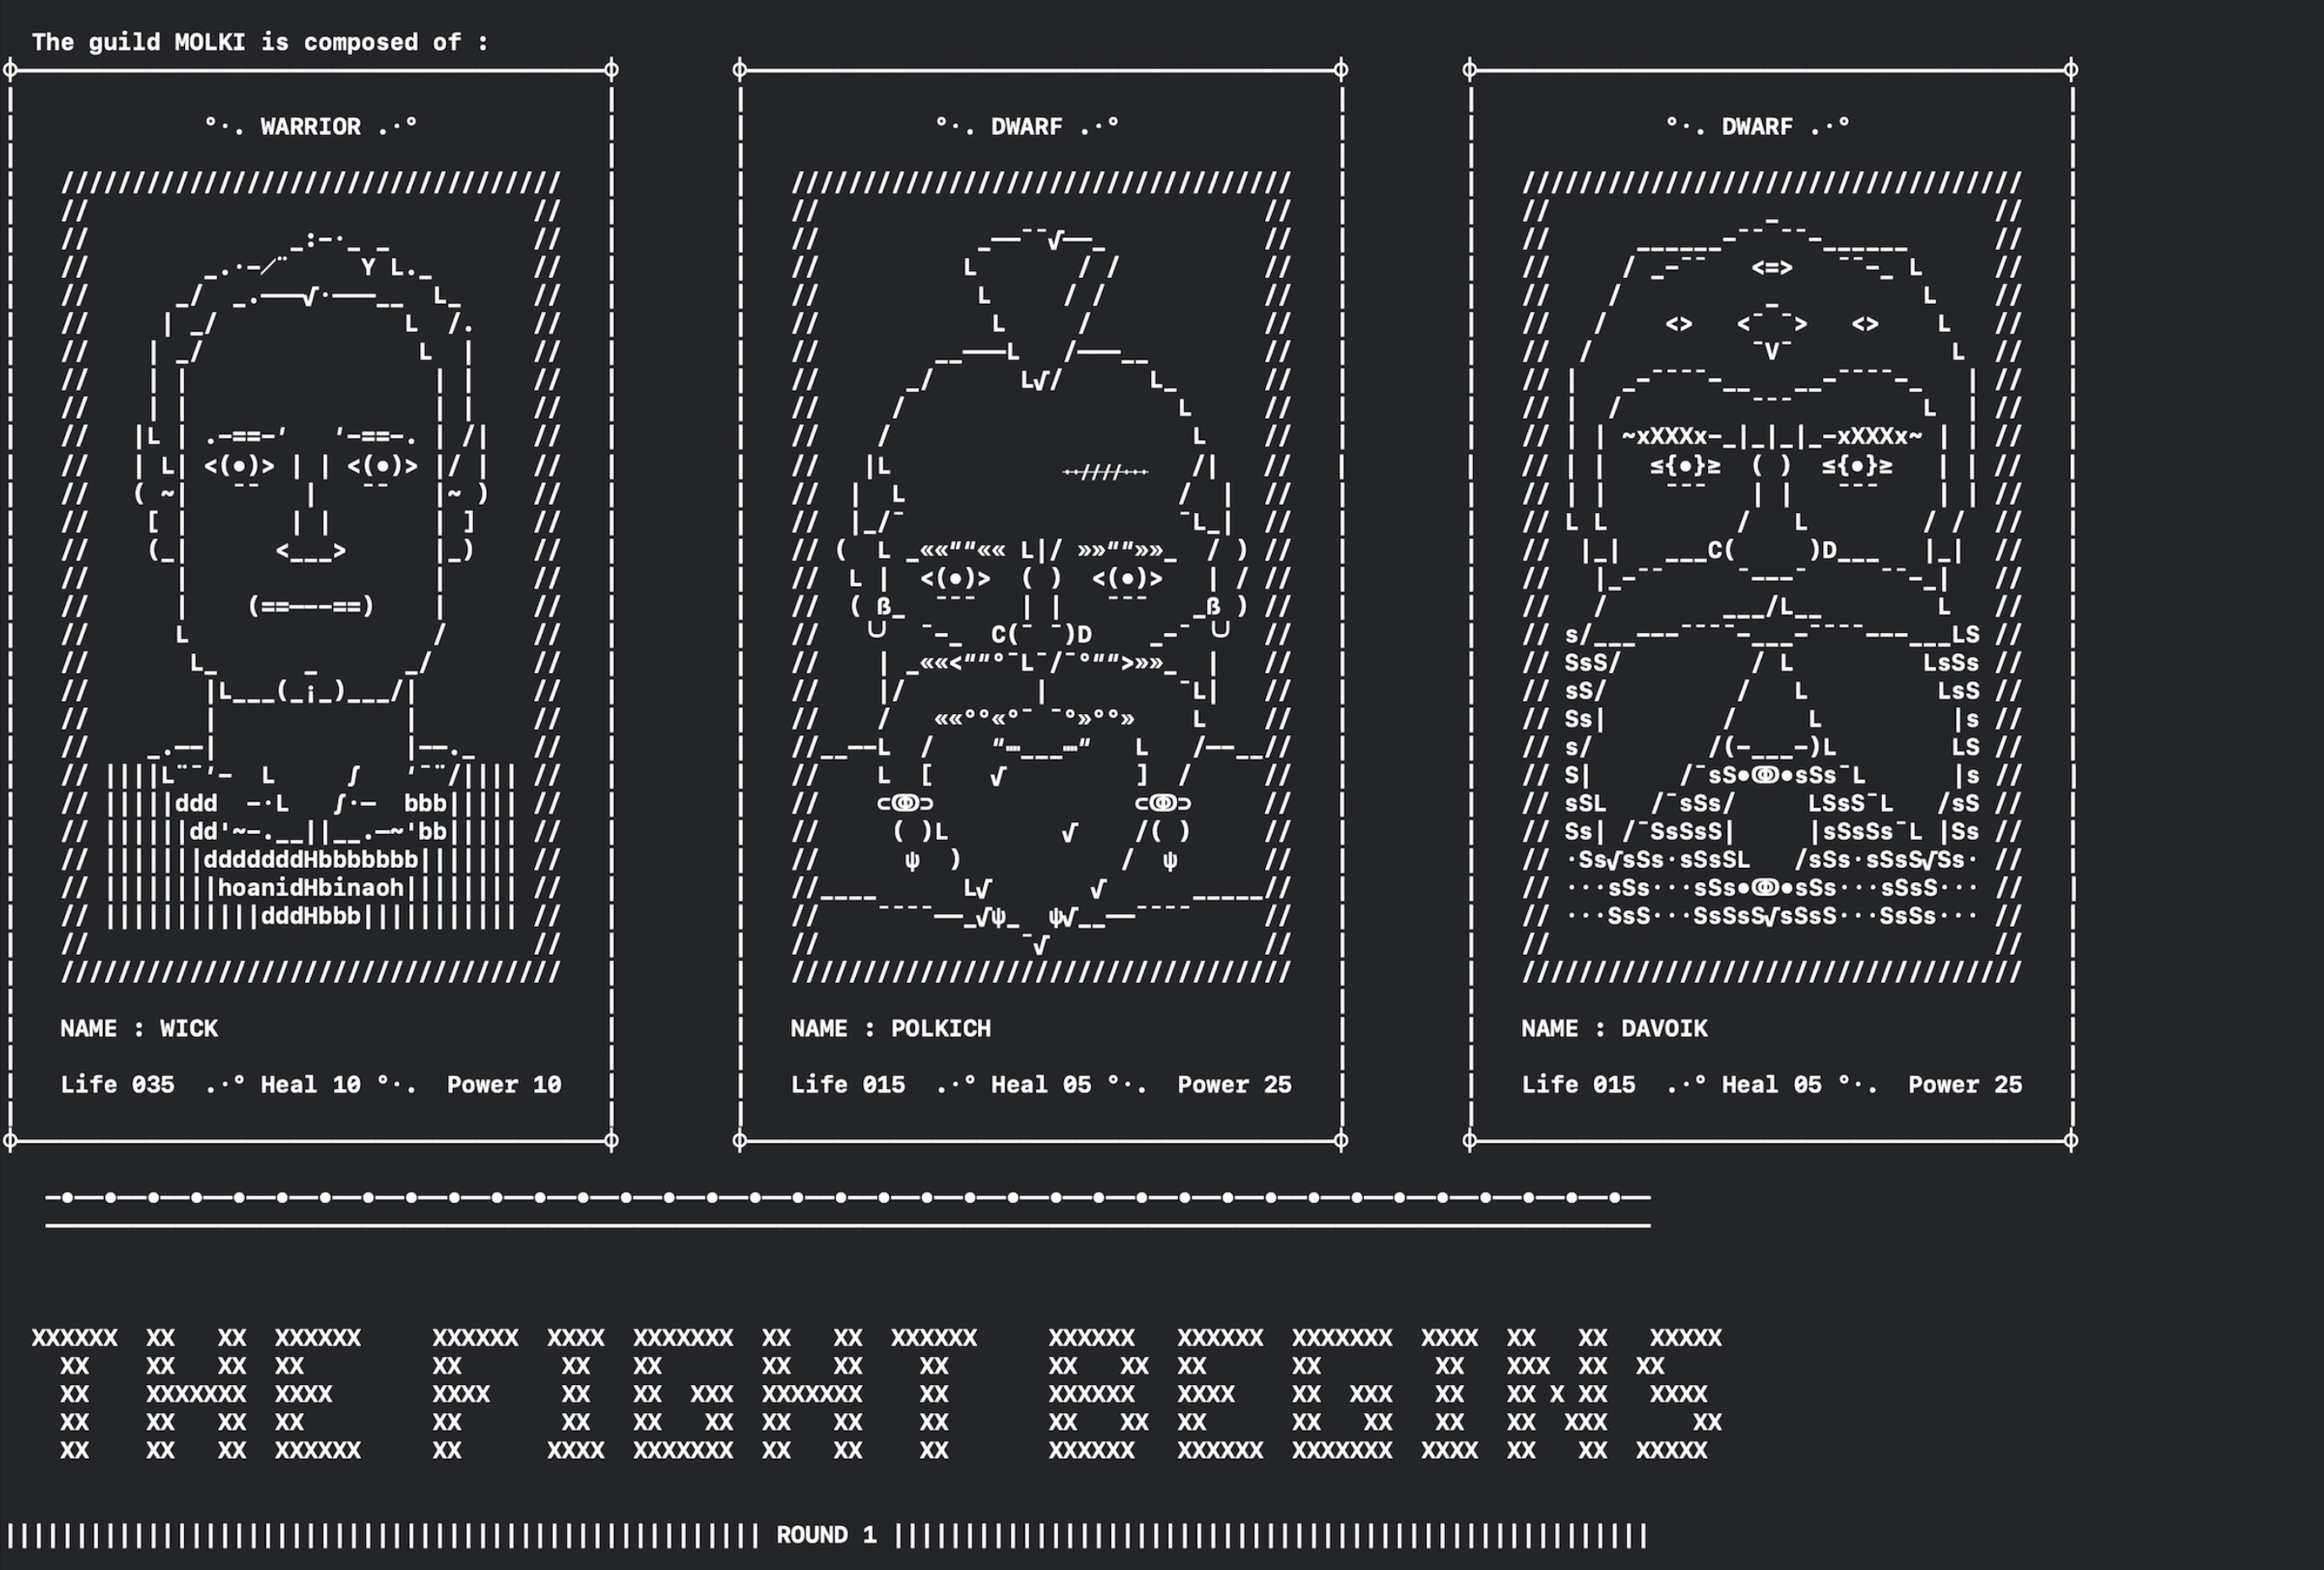 The guild MOLKI is composed of :
°·. WARRIOR .·°
°·. DWARF .·°
°·. DWARF .·°
NAME : WICK
NAME : POLKICH
NAME : DAVOIK
Life 035 .·° Heal 10 °·. Power 10
Life 015 .·° Heal 05 °·. Power 25
Life 015 .·° Heal 05 °·. Power 25
THE FIGHT BEGINS
ROUND 1